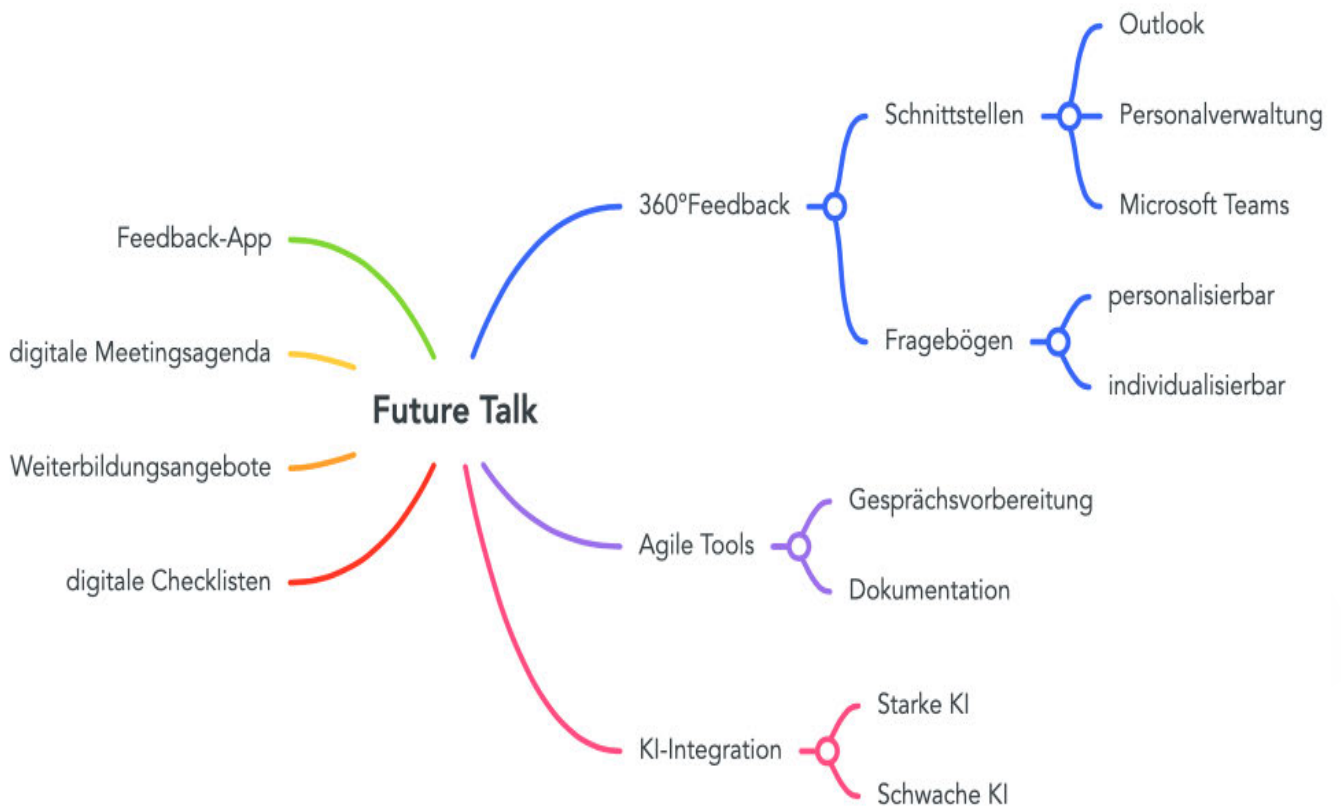 Outlook
Schnittstellen
Personalverwaltung
360°Feedback
Microsoft Teams
Feedback-App
personalisierbar
Fragebögen
individualisierbar
digitale Meetingsagenda
Future Talk
Weiterbildungsangebote
digitale Checklisten
Gesprächsvorbereitung
Agile Tools
Dokumentation
Starke KI
KI-Integration
Schwache KI